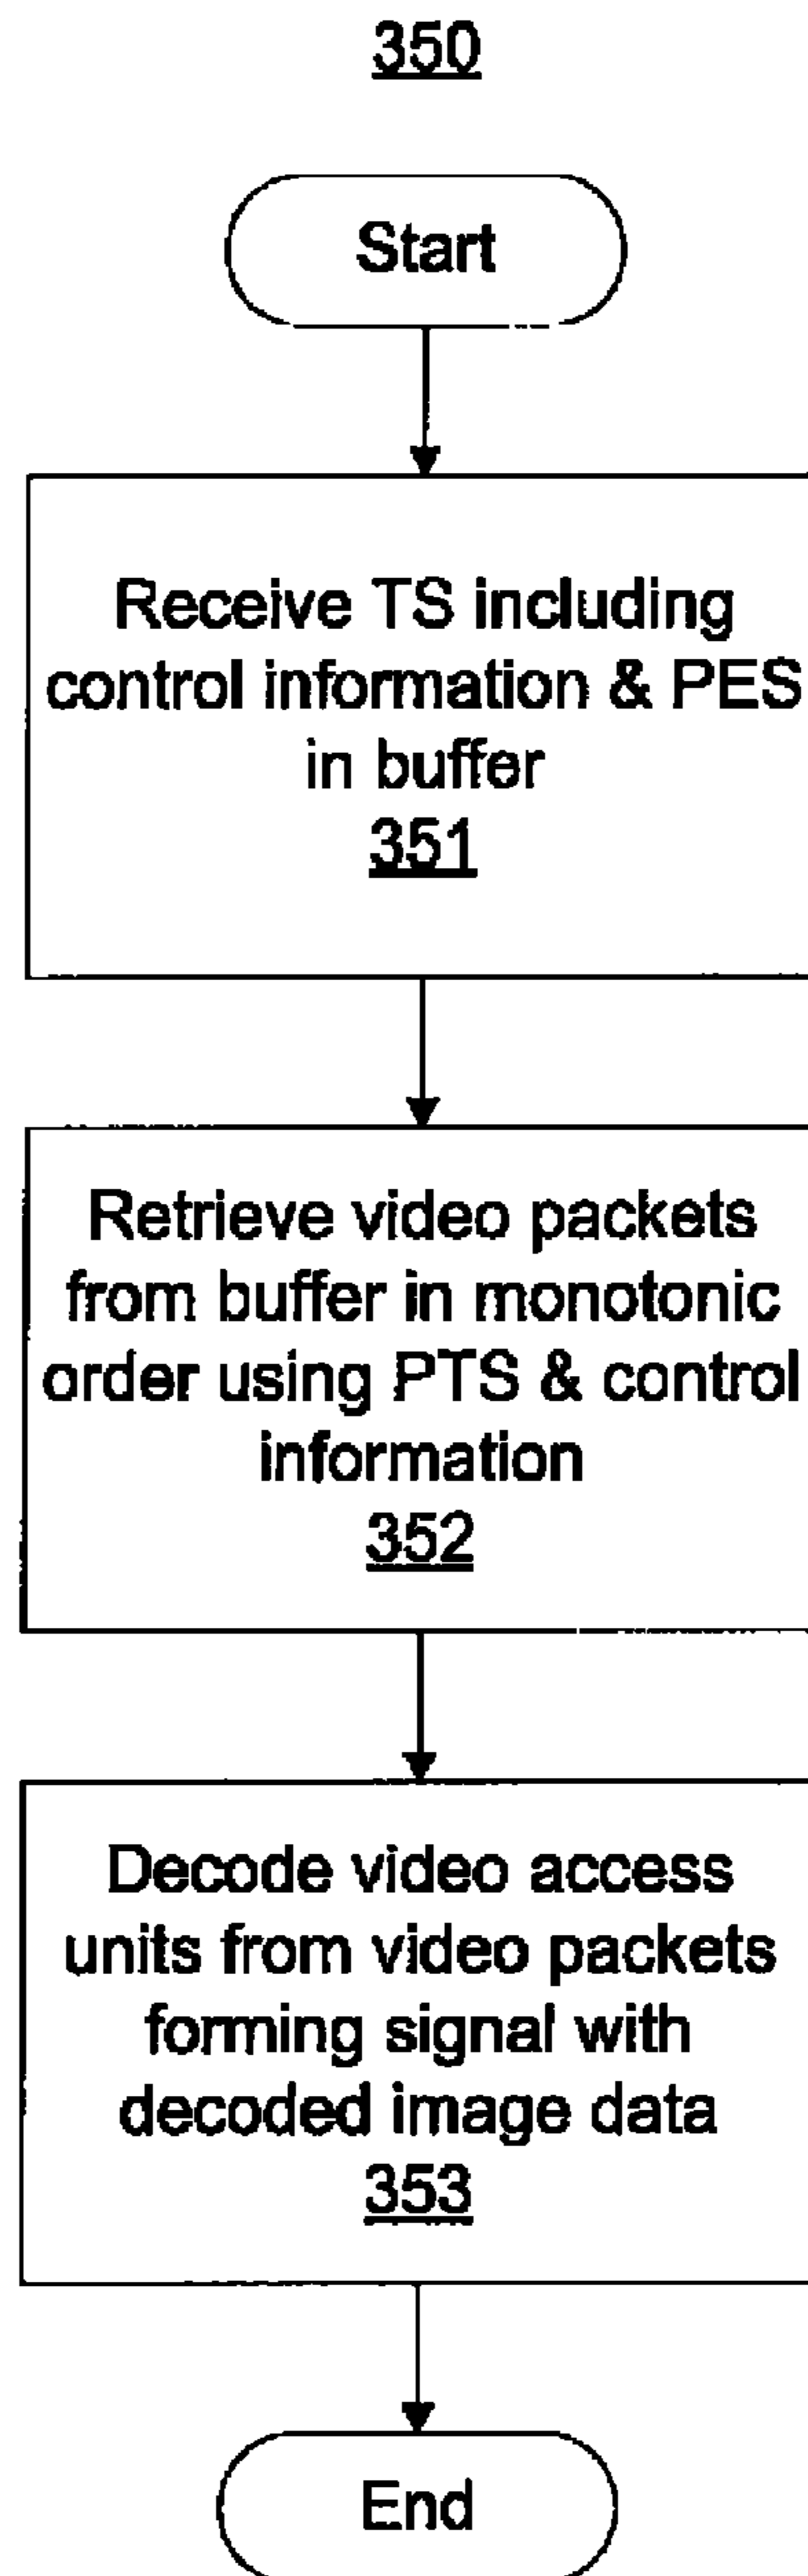 350
Start
Receive TS including
control information & PES
in buffer
351
Retrieve video packets
from buffer in monotonic
order using PTS & control
information
352
Decode video access
units from video packets
forming signal with
decoded image data
353
End